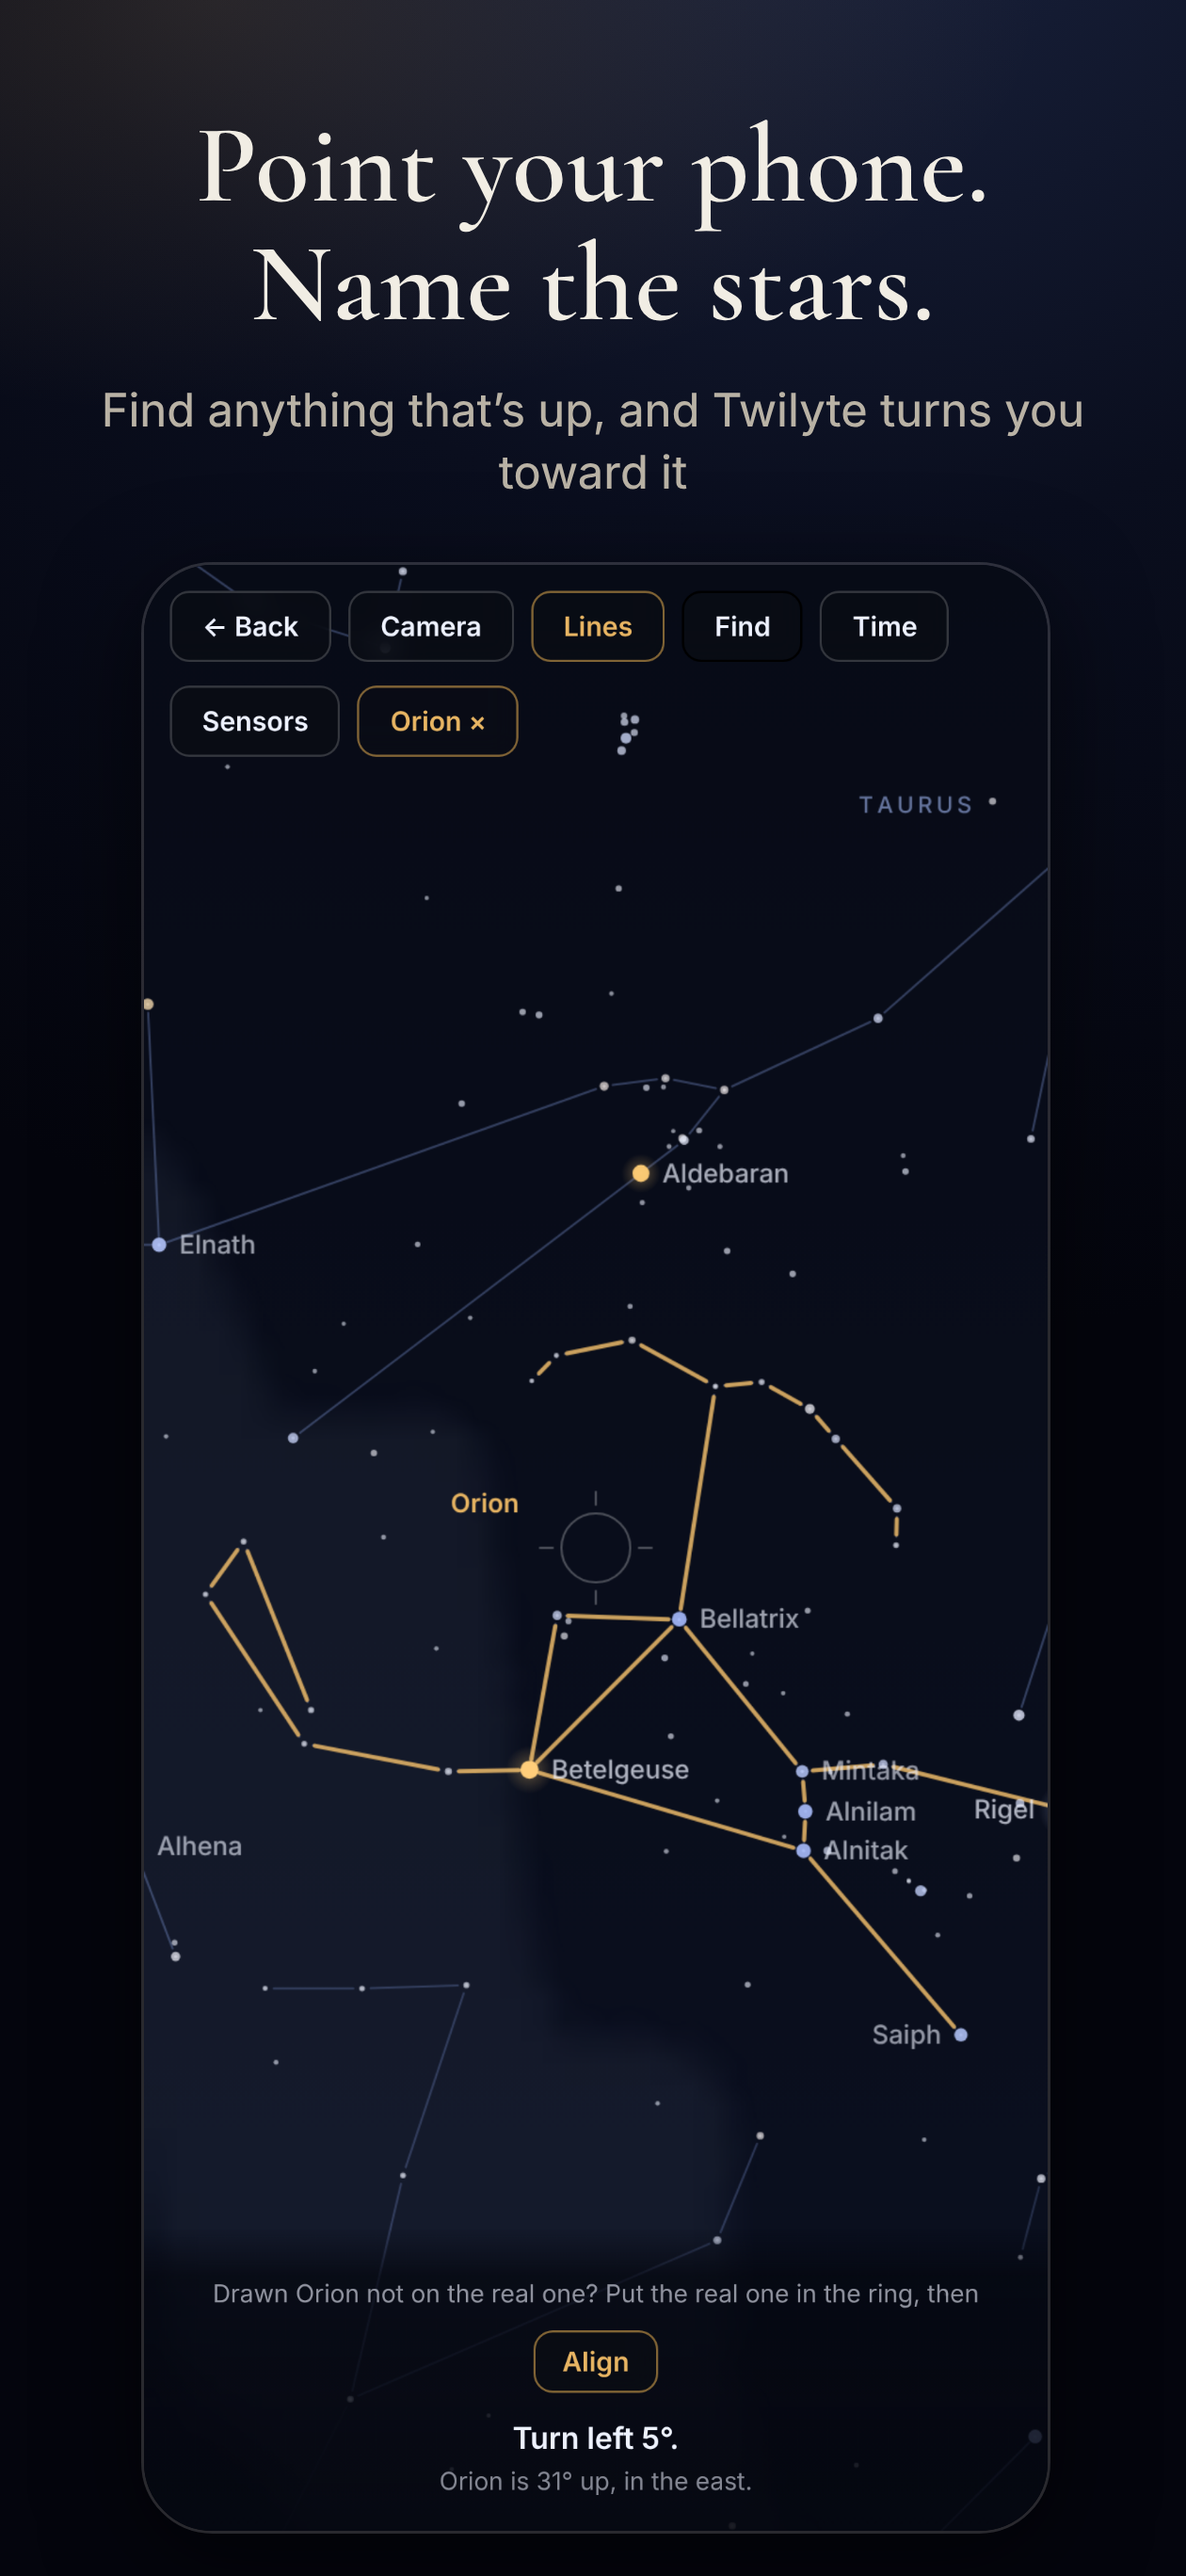 Point your phone.
Name the stars.
Find anything that’s up, and Twilyte turns you
toward it
← Back
Camera
Lines
Find
Time
Sensors
Orion ×
TAURUS
Aldebaran
Elnath
Orion
Bellatrix
Betelgeuse
Mintaka
Alnilam
Rigel
Alnitak
Alhena
Saiph
Drawn Orion not on the real one? Put the real one in the ring, then
Align
Turn left 5°.
Orion is 31° up, in the east.